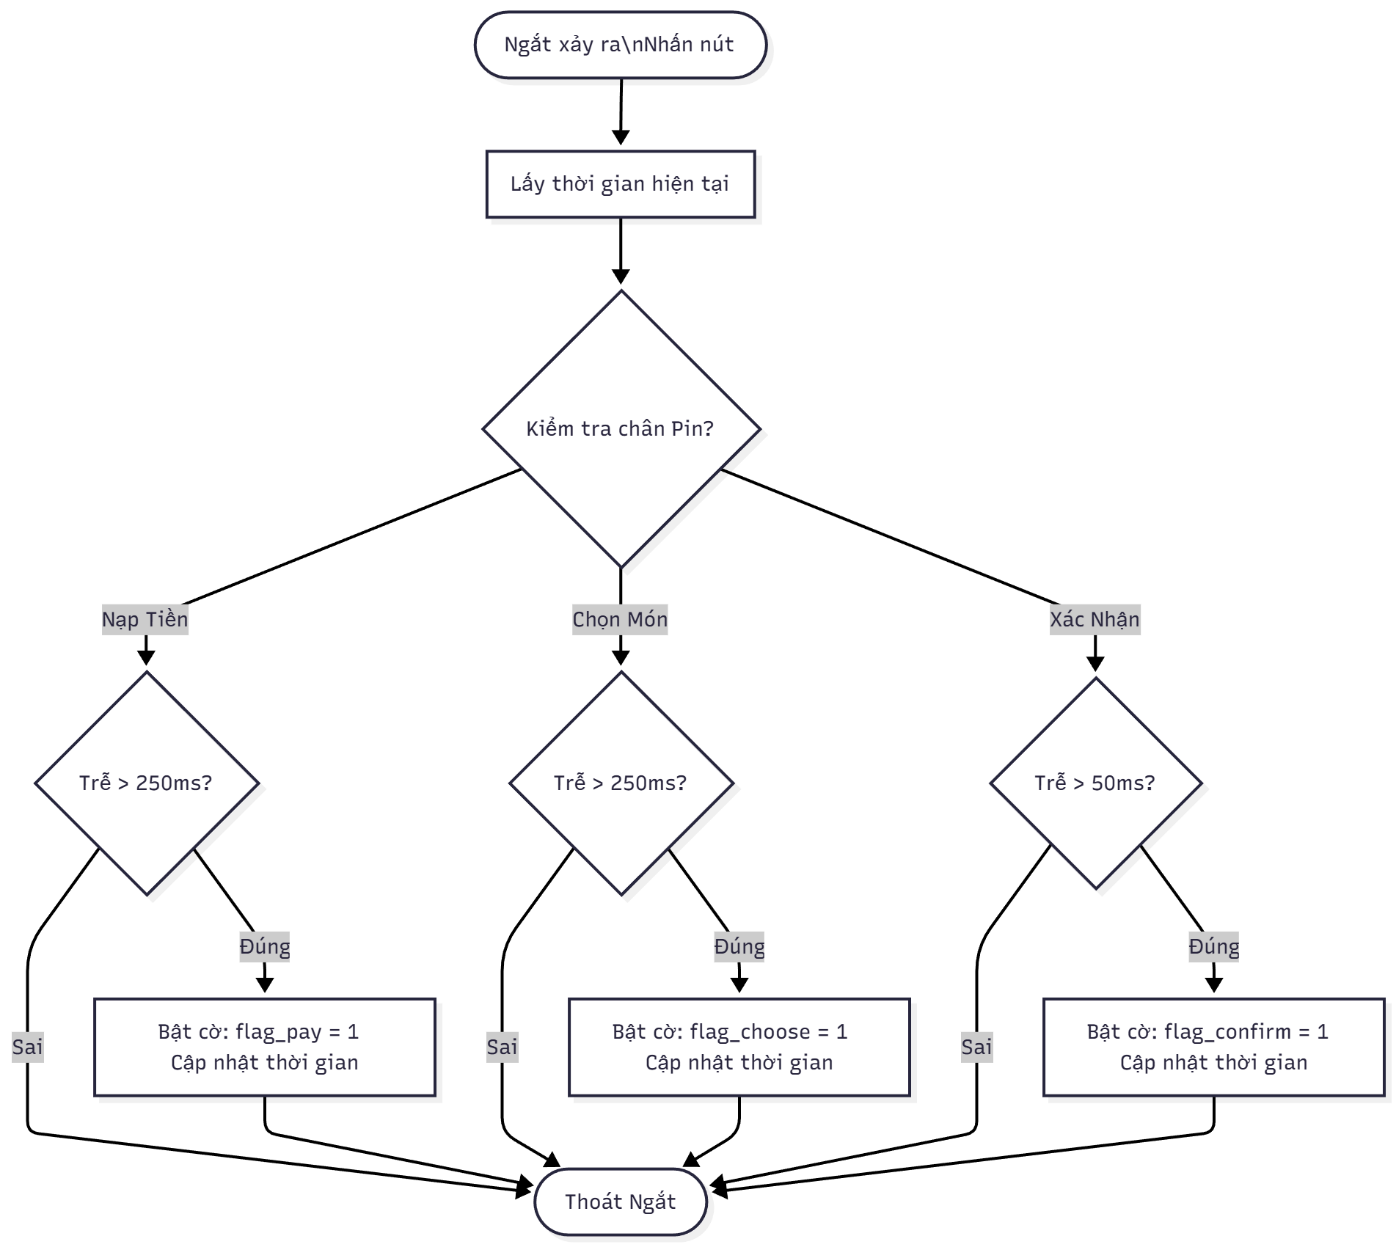 Ngắt xảy ra\nNhấn nút
Lấy thời gian hiện tại
Kiểm tra chân Pin?
Nạp Tiền
Chọn Món
Xác Nhận
Trễ > 250ms?
Trễ > 250ms?
Trễ > 50ms?
Đúng
Đúng
Đúng
Sai
Bật cờ: flag_pay = 1
Cập nhật thời gian
Sai
Bật cờ: flag_choose = 1
Cập nhật thời gian
Sai
Bật cờ: flag_confirm = 1
Cập nhật thời gian
Thoát Ngắt